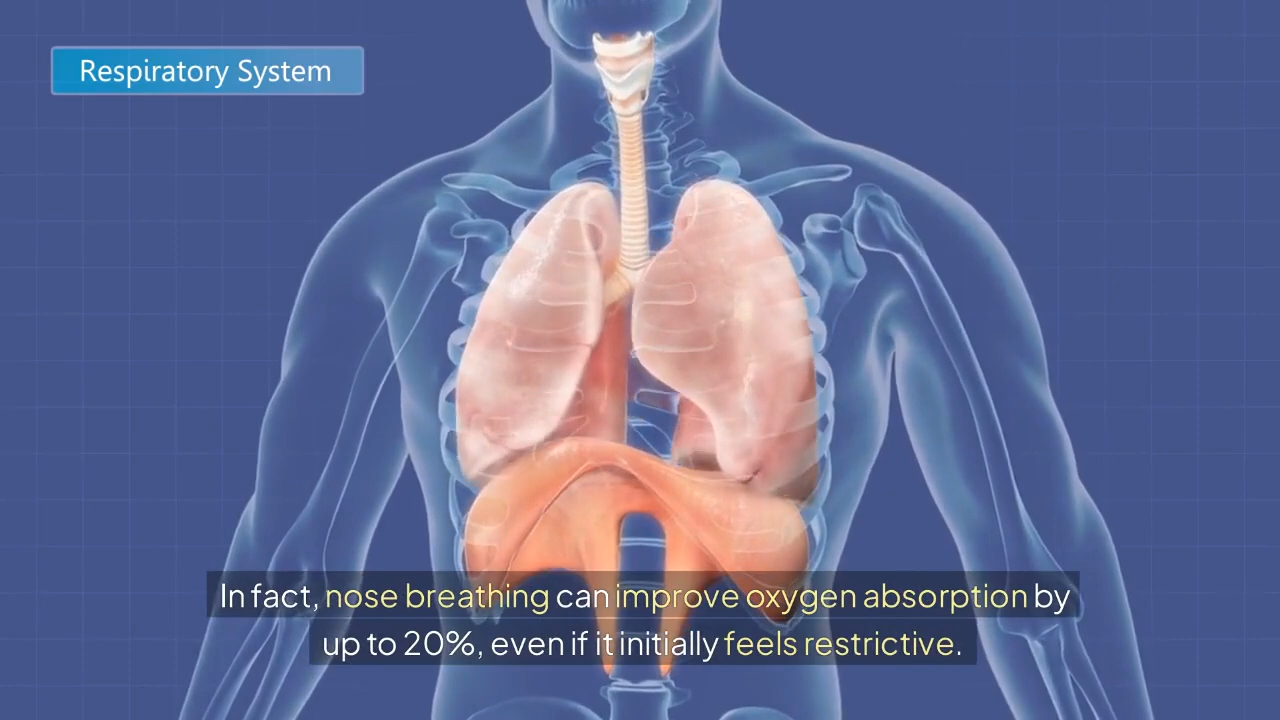 Respiratory System
In fact, nose breathing can improve oxygen absorption by
up to 20%, even if it initially feels restrictive.